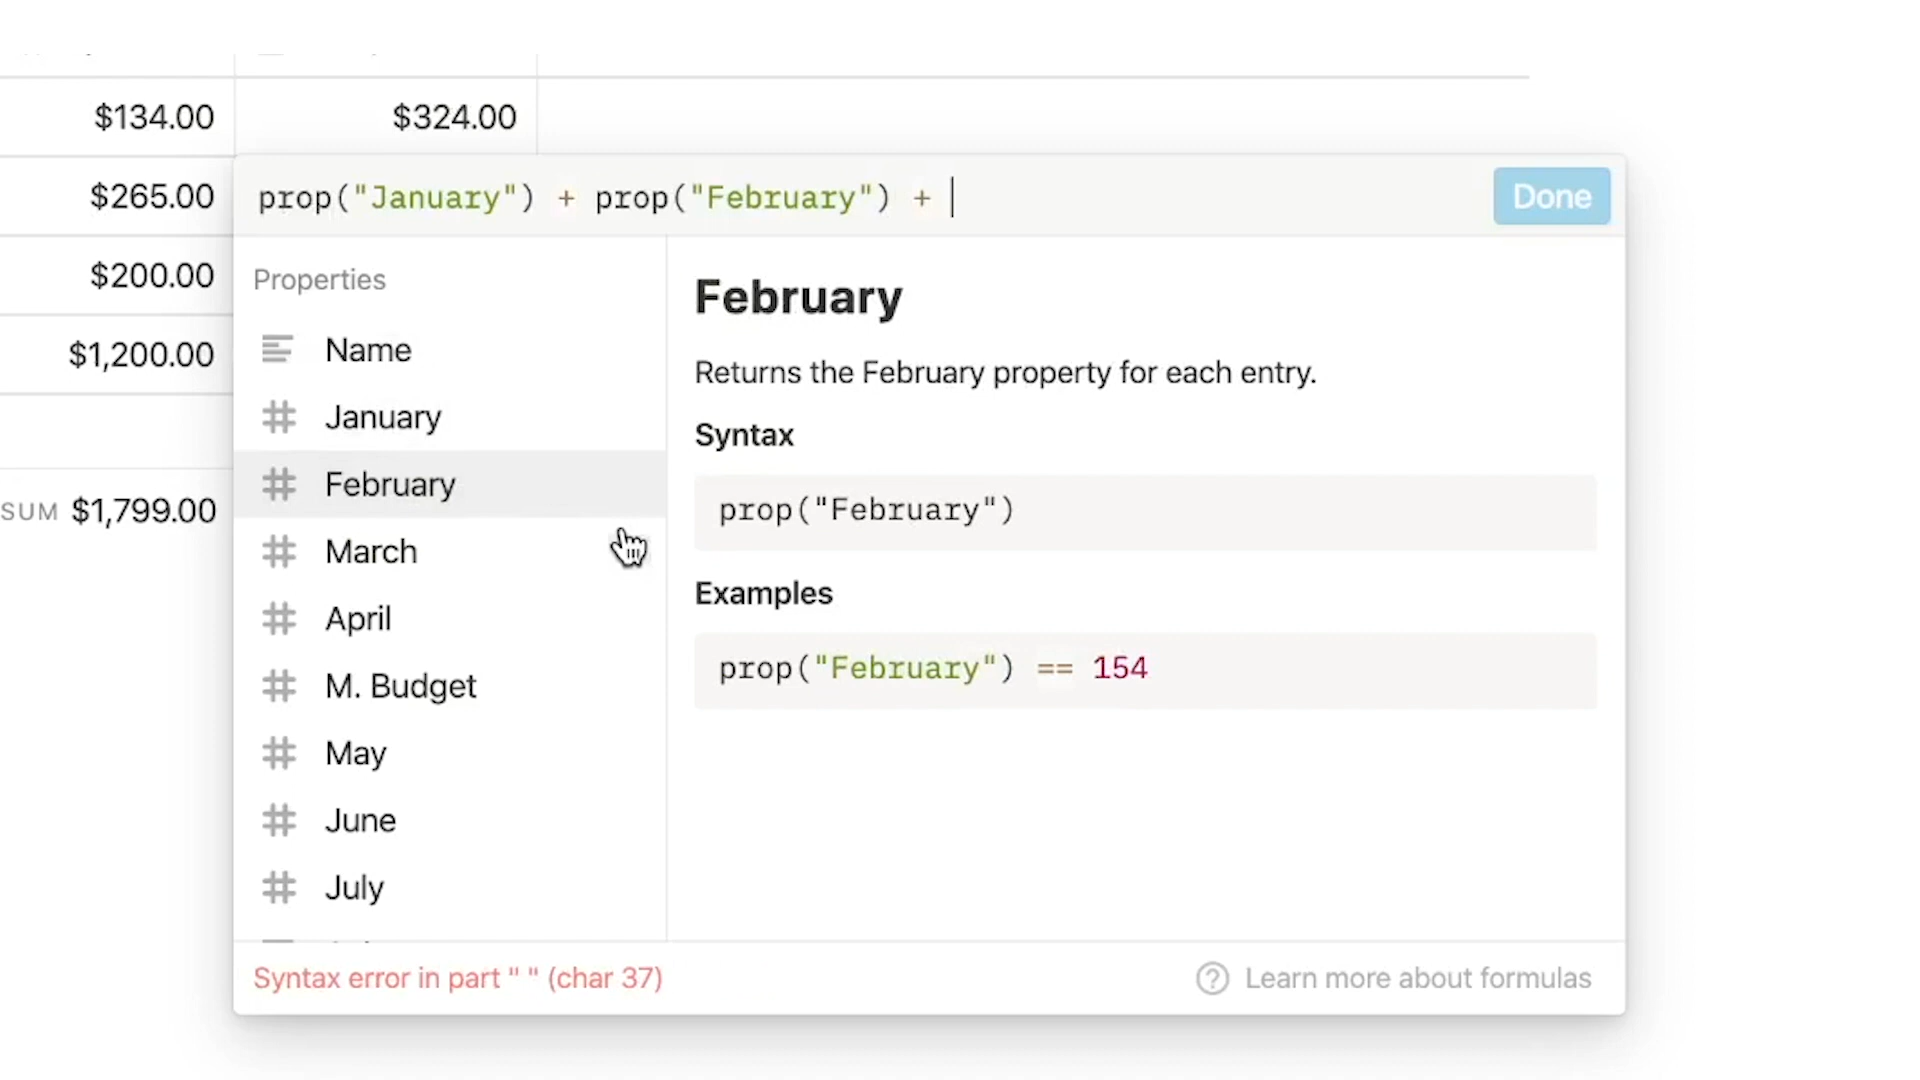 $134.00 $324.00
$265.00
prop("January") + prop("February") +
Done
$200.00
$1,200.00
SUM $1,799.00
Properties
Name
January
February
March
April
M. Budget
May
June
July
February
Returns the February property for each entry.
Syntax
prop("February")
Examples
prop("February") == 154
Syntax error in part " " (char 37)
Learn more about formulas